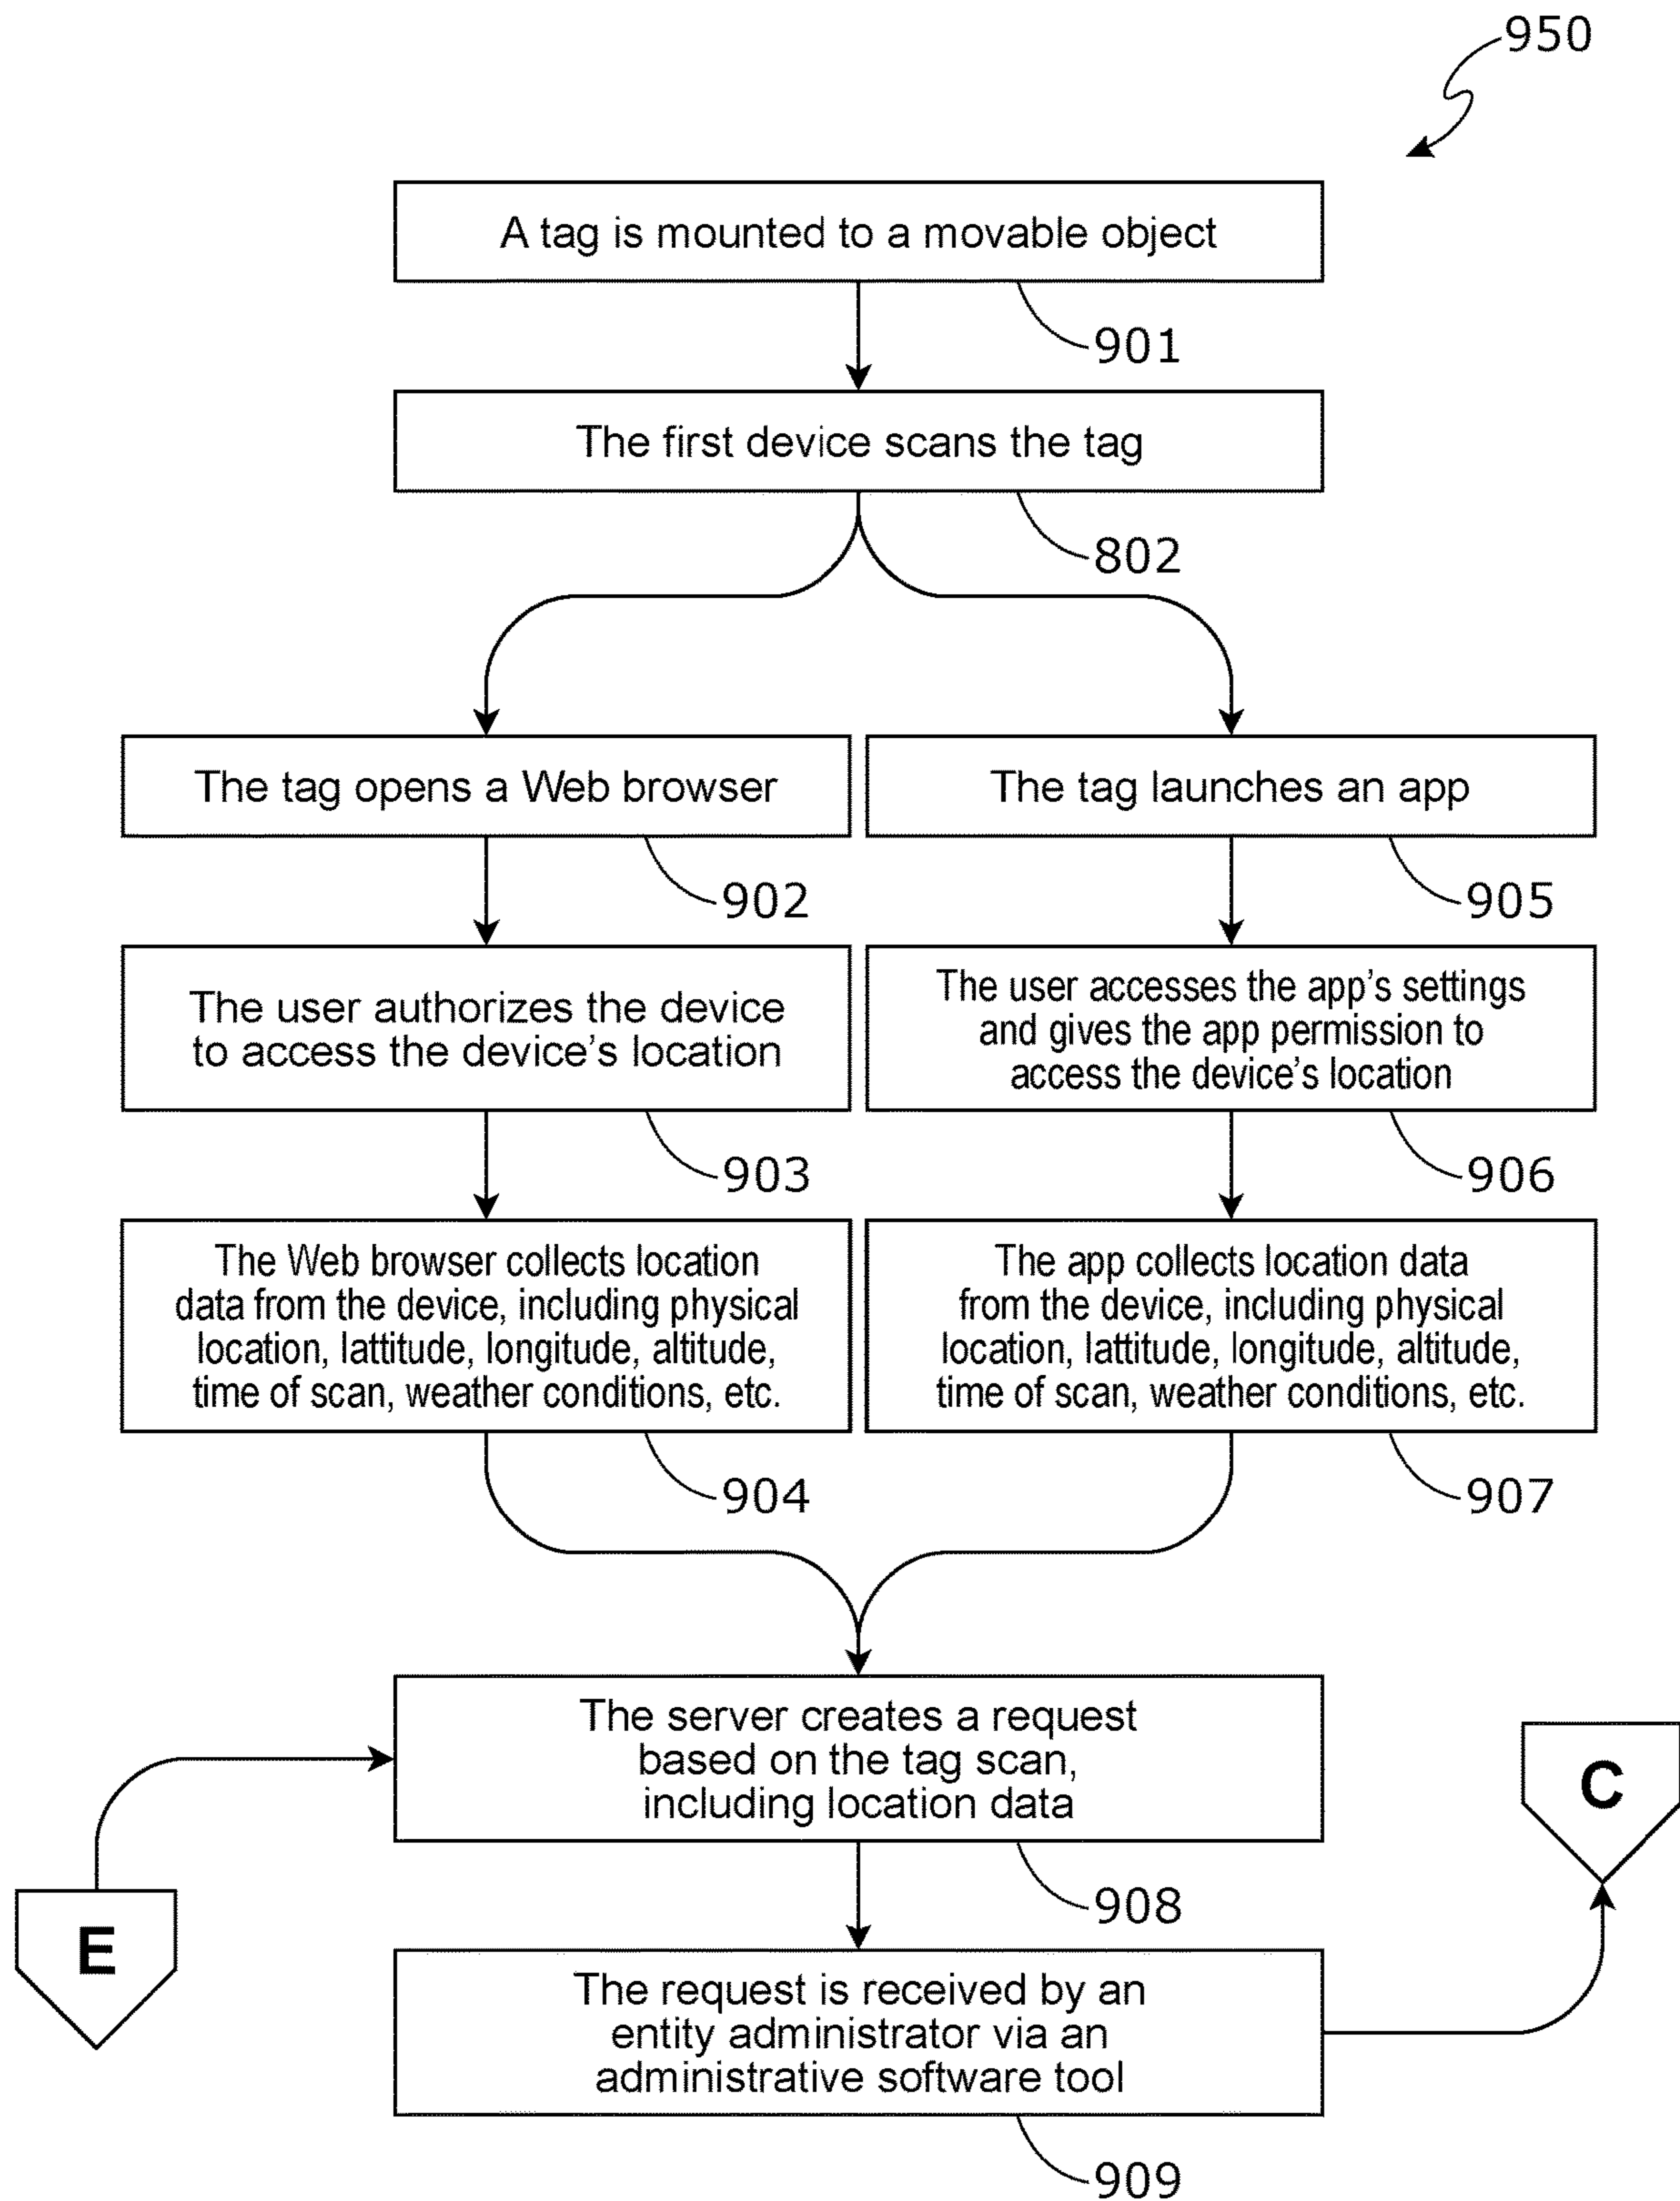 950
A tag is mounted to a movable object
901
The first device scans the tag
802
The tag opens a Web browser
902
The user authorizes the device
to access the device's location
903
The Web browser collects location
data from the device, including physical
location, lattitude, longitude, altitude,
time of scan, weather conditions, etc.
904
The tag launches an app
905
The user accesses the app's settings
and gives the app permission to
access the device's location
906
The app collects location data
from the device, including physical
location, lattitude, longitude, altitude,
time of scan, weather conditions, etc.
907
The server creates a request
based on the tag scan,
including location data
908
E
C
The request is received by an
entity administrator via an
administrative software tool
909